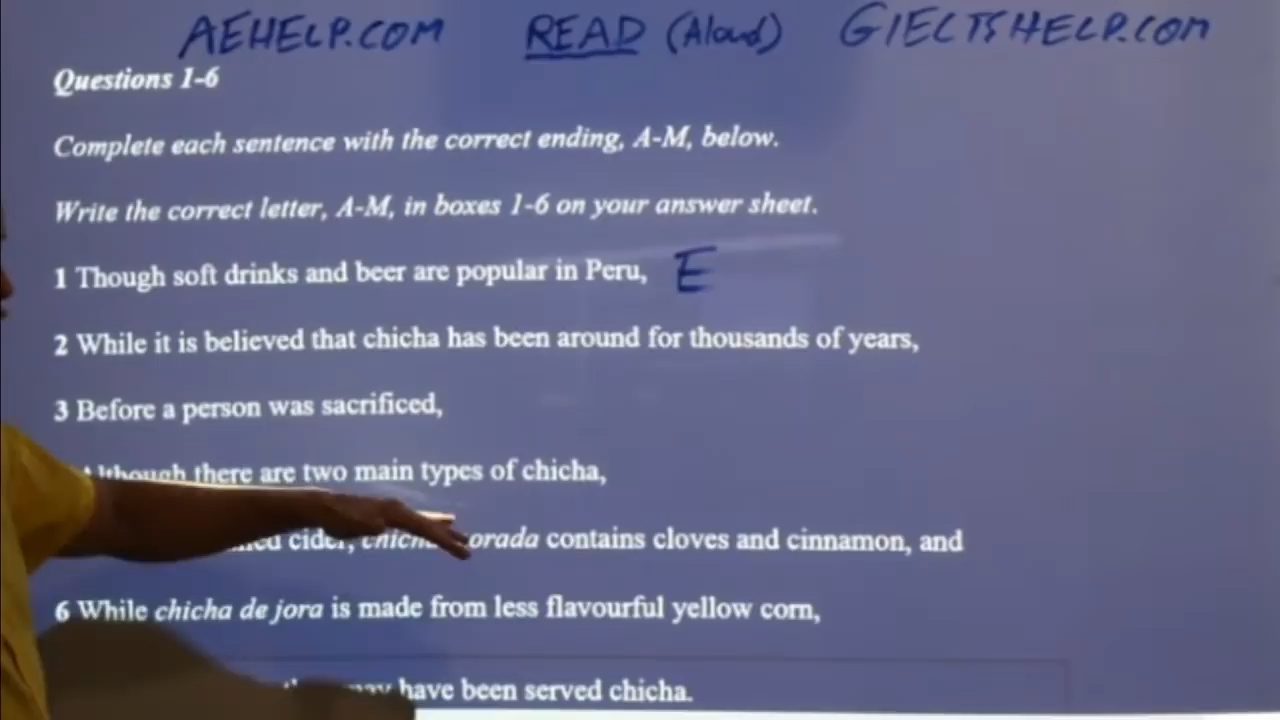 AEHELP.COM READ (Aloud) GIELTSHELP.COM
Questions 1-6
Complete each sentence with the correct ending, A-M, below.
Write the correct letter, A-M, in boxes 1-6 on your answer sheet.
1 Though soft drinks and beer are popular in Peru, E
2 While it is believed that chicha has been around for thousands of years,
3 Before a person was sacrificed,
Although there are two main types of chicha,
cider, contains cloves and cinnamon, and
6 While chicha de jora is made from less flavourful yellow corn,
may have been served chicha.